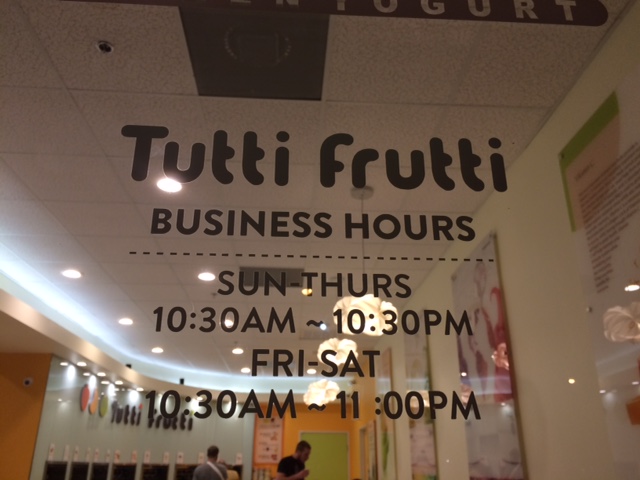 YOGURT
Tutti Frutti
BUSINESS HOURS
SUN-THURS
10:30AM ~ 10:30PM
FRI-SAT
10:30AM ~ 11:00PM
Tutti Frutti